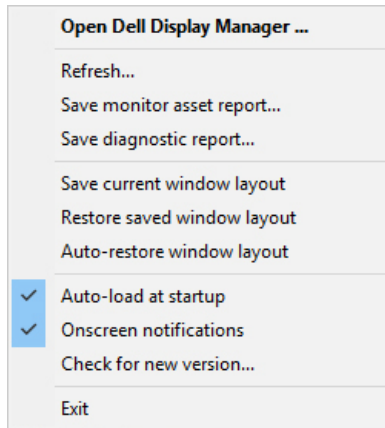 Open Dell Display Manager ...
Refresh...
Save monitor asset report...
Save diagnostic report...
Save current window layout
Restore saved window layout
Auto-restore window layout
Auto-load at startup
Onscreen notifications
Check for new version...
Exit